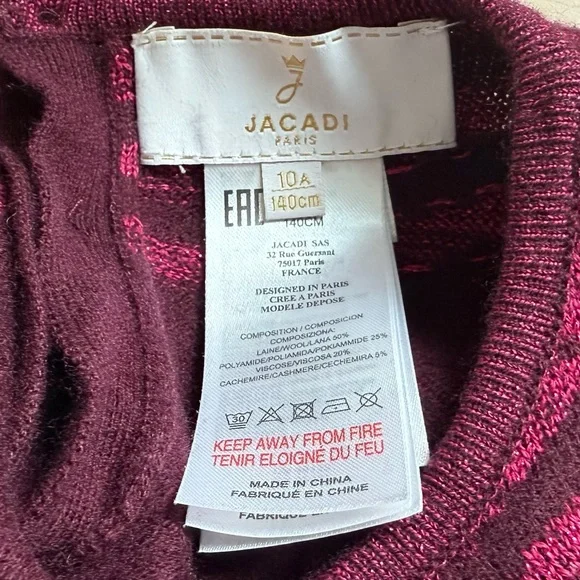 JACADI
PARIS
10A
140cm
EAC
140CM
JACADI SAS
32 Rue Guersant
75017 Paris
FRANCE
DESIGNED IN PARIS
CREE A PARIS
MODELE DEPOSE
COMPOSITION / COMPOSICION
COMPOSIZIONA:
LAINE/WOOL/LANA 50%
POLYAMIDE/POLIAMIDA/POKIAMMIDE 25%
VISCOSE/VISCOSA 20%
CACHEMIRE/CASHMERE/CECHEMIRA 5%
30
KEEP AWAY FROM FIRE
TENIR ELOIGNÉ DU FEU
MADE IN CHINA
FABRIQUÉ EN CHINE